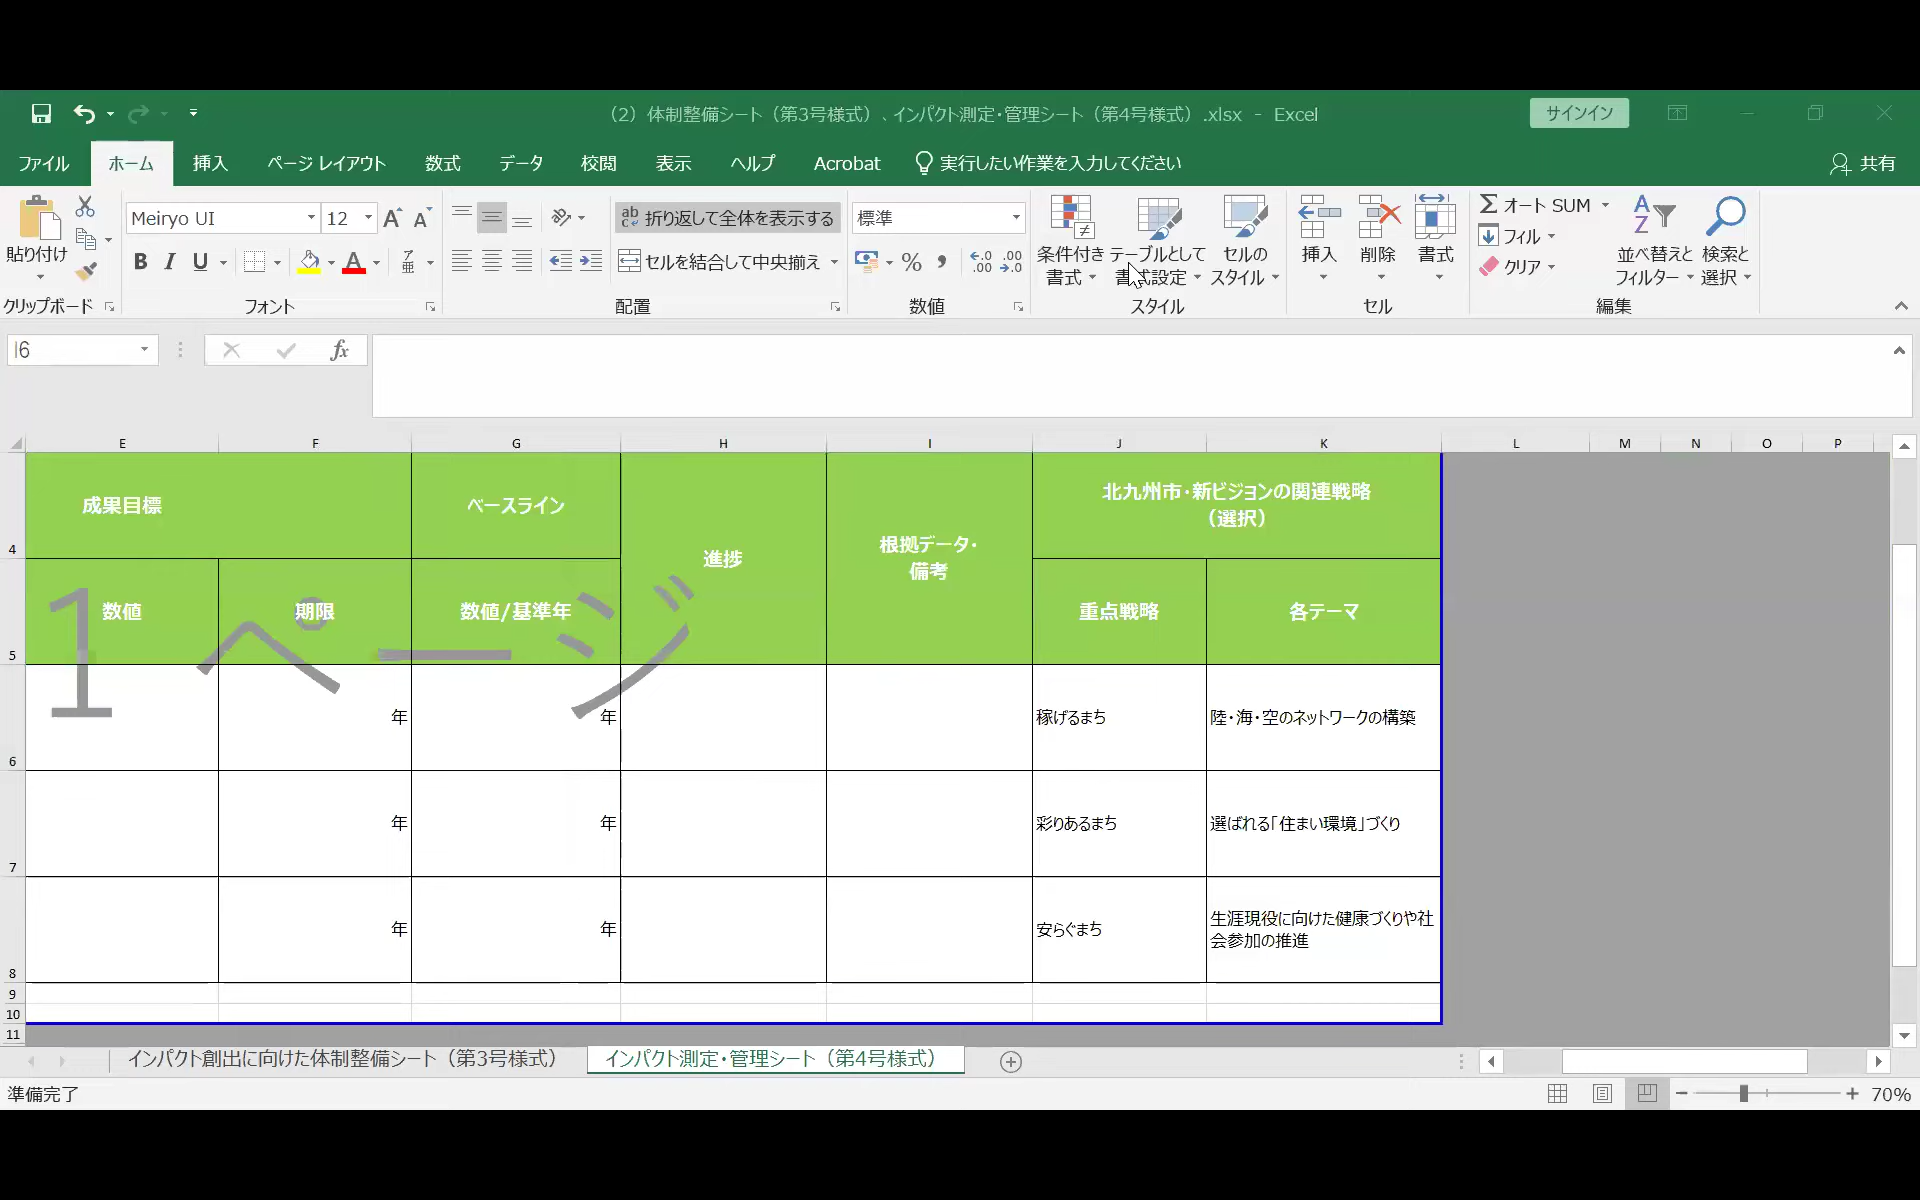 （2）体制整備シート（第3号様式）、インパクト測定・管理シート（第4号様式）.xlsx － Excel
サインイン
ファイル ホーム 挿入 ページ レイアウト 数式 データ 校閲 表示 ヘルプ Acrobat 実行したい作業を入力してください 共有
貼り付け
クリップボード
Meiryo UI 12
B I U
ア亜
フォント
折り返して全体を表示する
セルを結合して中央揃え
配置
標準
数値
条件付き書式
テーブルとして書式設定
セルのスタイル
スタイル
挿入 削除 書式
セル
オート SUM
フィル
クリア
並べ替えとフィルター
検索と選択
編集
I6
fx
E F G H I J K L M N O P
4 成果目標 ベースライン 進捗 根拠データ・備考 北九州市・新ビジョンの関連戦略（選択）
5 数値 期限 数値/基準年 重点戦略 各テーマ
1 ページ
6 年 年 稼げるまち 陸・海・空のネットワークの構築
7 年 年 彩りあるまち 選ばれる「住まい環境」づくり
8 年 年 安らぐまち 生涯現役に向けた健康づくりや社会参加の推進
9
10
11
インパクト創出に向けた体制整備シート（第3号様式） インパクト測定・管理シート（第4号様式）
準備完了
70%